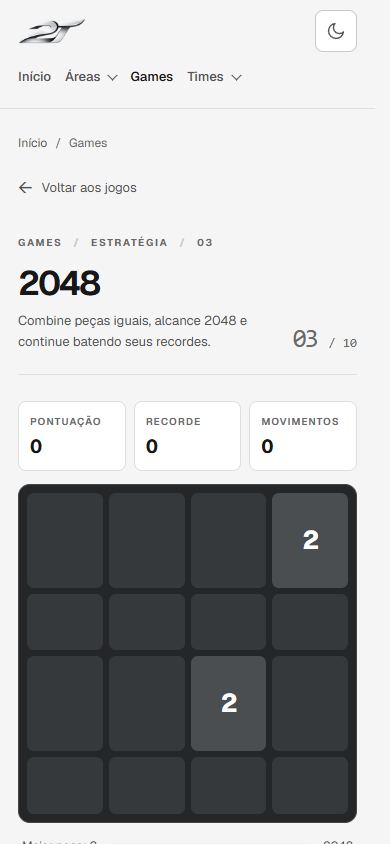 Início Áreas Games Times
Início / Games
← Voltar aos jogos
GAMES / ESTRATÉGIA / 03
2048
Combine peças iguais, alcance 2048 e
continue batendo seus recordes.
03 / 10
PONTUAÇÃO RECORDE MOVIMENTOS
0 0 0
2
2